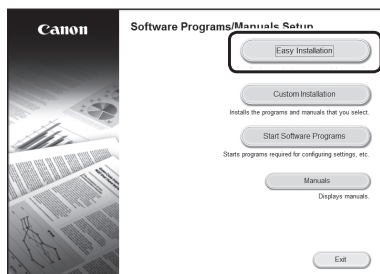 Canon
Software Programs/Manuals Setup
Easy Installation
Custom Installation
Installs the programs and manuals that you select.
Start Software Programs
Starts programs required for configuring settings, etc.
Manuals
Displays manuals.
Exit